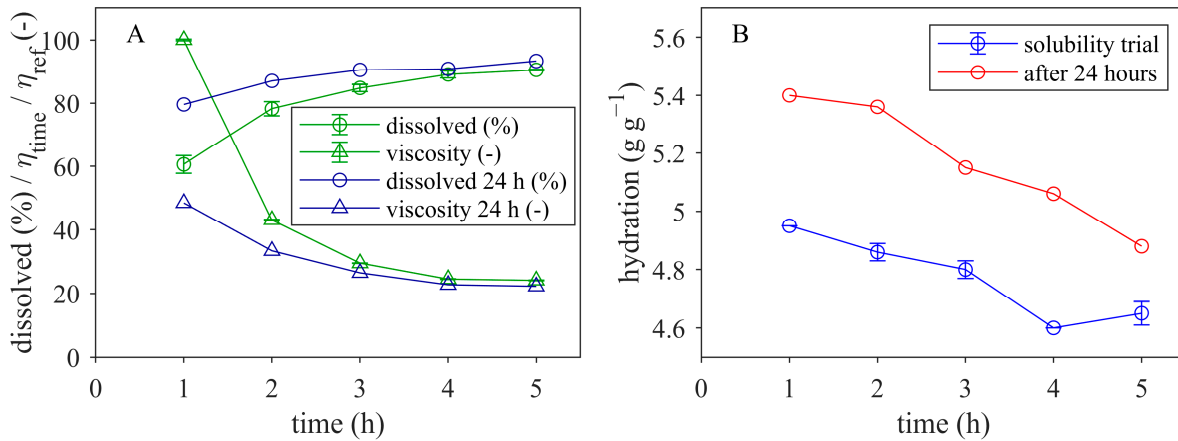 A
dissolved (%) / η_time / η_ref (-)
100
80
60
40
20
0
dissolved (%)
viscosity (-)
dissolved 24 h (%)
viscosity 24 h (-)
0 1 2 3 4 5
time (h)
B
hydration (g g⁻¹)
5.6
5.4
5.2
5
4.8
4.6
solubility trial
after 24 hours
0 1 2 3 4 5
time (h)